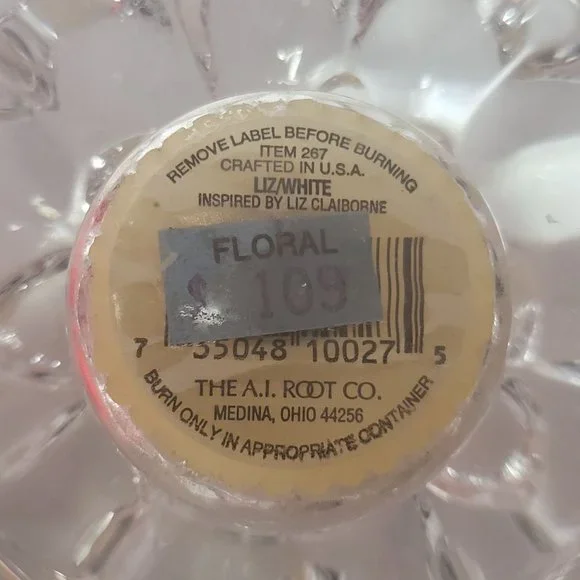 REMOVE LABEL BEFORE BURNING
ITEM 267
CRAFTED IN U.S.A.
LIZ/WHITE
INSPIRED BY LIZ CLAIBORNE
FLORAL
109
7 35048 10027 5
THE A.I. ROOT CO.
MEDINA, OHIO 44256
BURN ONLY IN APPROPRIATE CONTAINER